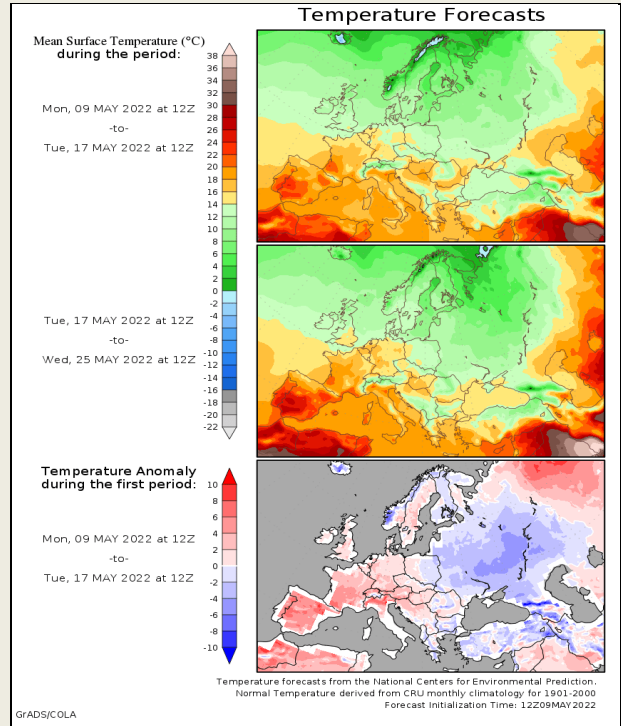 Temperature Forecasts
Mean Surface Temperature (°C)
during the period:
Mon, 09 MAY 2022 at 12Z
-to-
Tue, 17 MAY 2022 at 12Z
Tue, 17 MAY 2022 at 12Z
-to-
Wed, 25 MAY 2022 at 12Z
38
36
34
32
30
28
26
24
22
20
18
16
14
12
10
8
6
4
2
0
-2
-4
-6
-8
-10
-12
-14
-16
-18
-20
-22
Temperature Anomaly
during the first period:
Mon, 09 MAY 2022 at 12Z
-to-
Tue, 17 MAY 2022 at 12Z
10
8
6
4
2
0
-2
-4
-6
-8
-10
Temperature forecasts from the National Centers for Environmental Prediction.
Normal Temperature derived from CRU monthly climatology for 1901-2000
Forecast Initialization Time: 12Z09MAY2022
GrADS/COLA